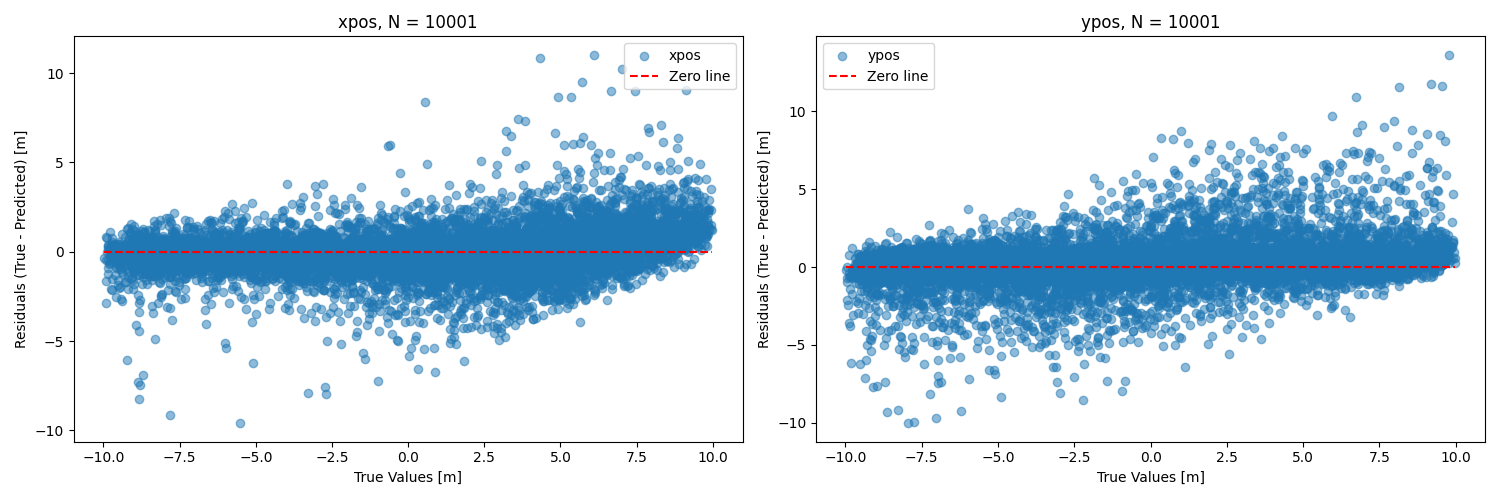 xpos, N = 10001
xpos
Zero line
Residuals (True - Predicted) [m]
10
5
0
−5
−10
−10.0 −7.5 −5.0 −2.5 0.0 2.5 5.0 7.5 10.0
True Values [m]
ypos, N = 10001
ypos
Zero line
Residuals (True - Predicted) [m]
10
5
0
−5
−10
−10.0 −7.5 −5.0 −2.5 0.0 2.5 5.0 7.5 10.0
True Values [m]